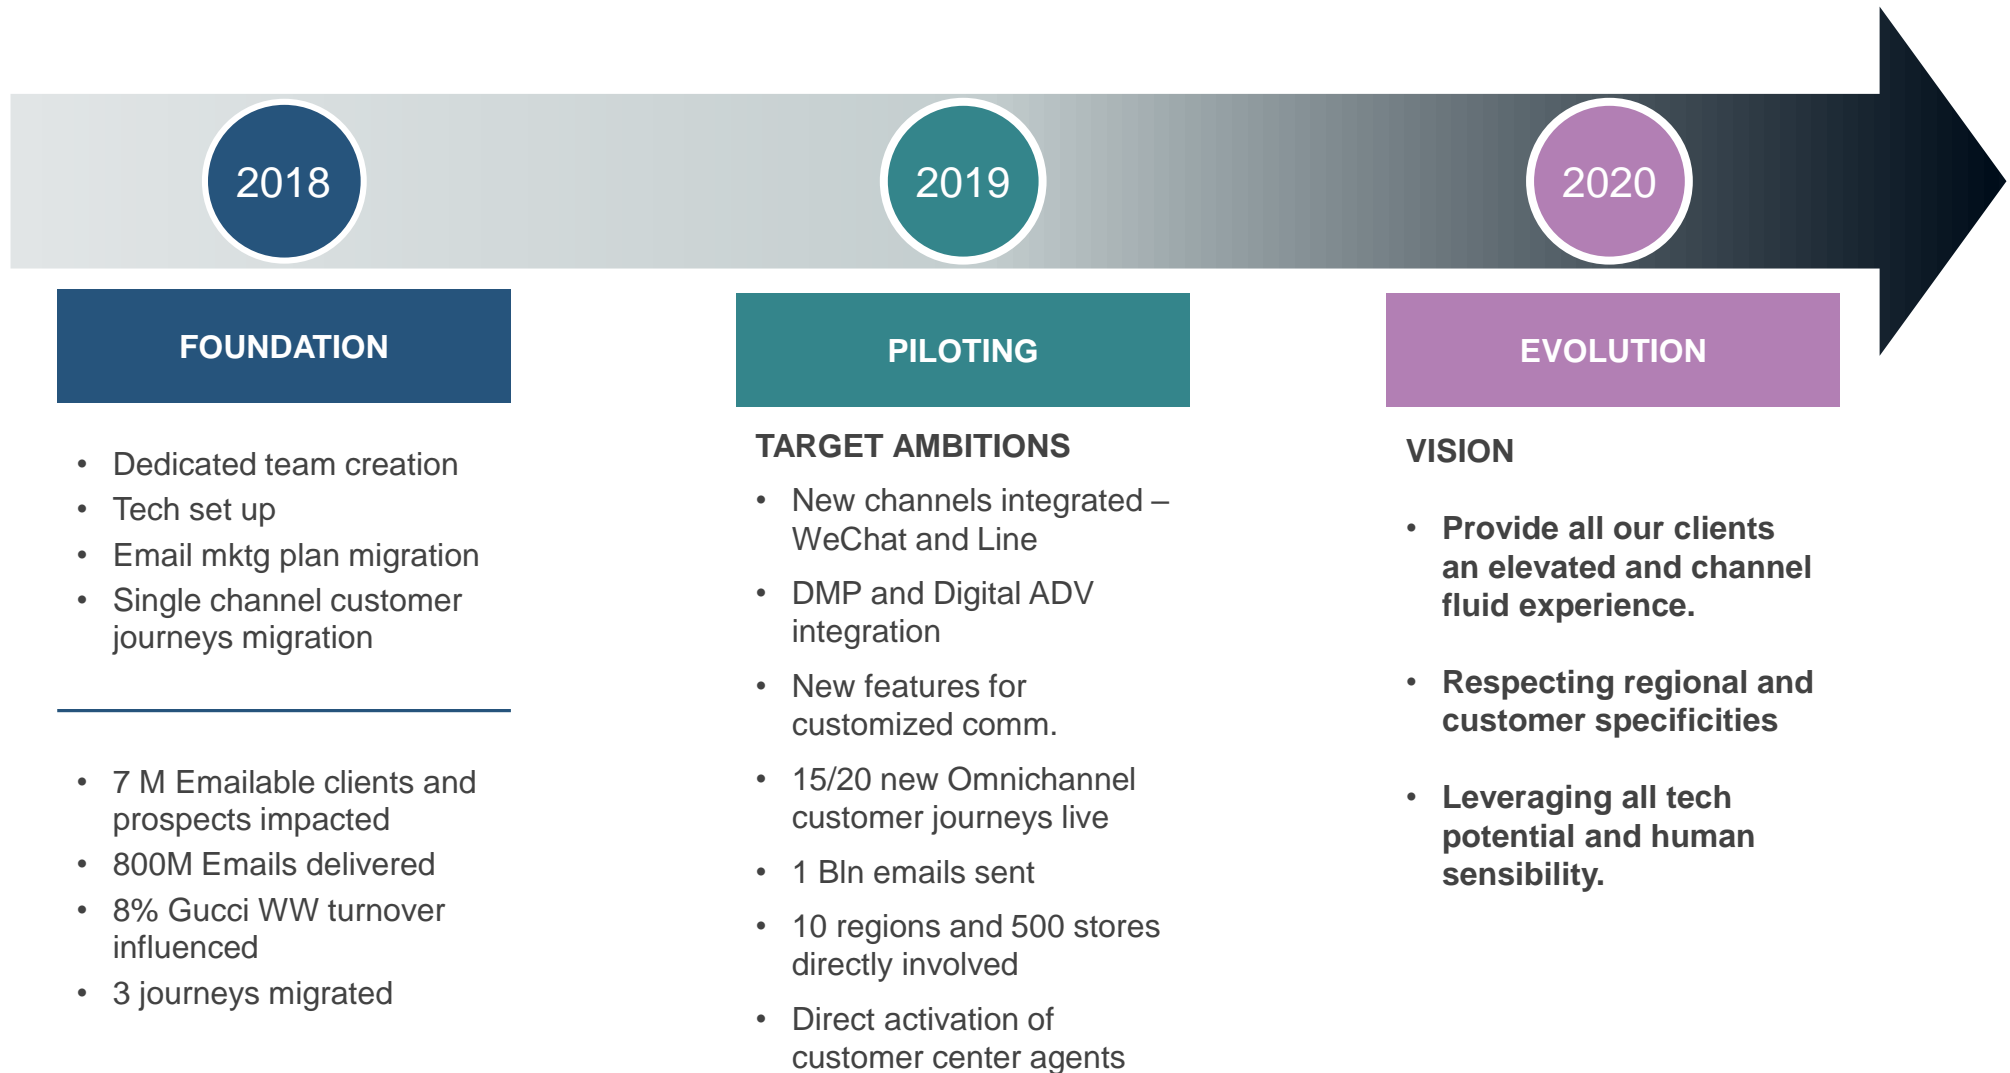 2018
2019
2020
FOUNDATION
• Dedicated team creation
• Tech set up
• Email mktg plan migration
• Single channel customer
journeys migration
• 7 M Emailable clients and
prospects impacted
• 800M Emails delivered
• 8% Gucci WW turnover
influenced
• 3 journeys migrated
PILOTING
TARGET AMBITIONS
• New channels integrated –
WeChat and Line
• DMP and Digital ADV
integration
• New features for
customized comm.
• 15/20 new Omnichannel
customer journeys live
• 1 Bln emails sent
• 10 regions and 500 stores
directly involved
• Direct activation of
customer center agents
EVOLUTION
VISION
• Provide all our clients
an elevated and channel
fluid experience.
• Respecting regional and
customer specificities
• Leveraging all tech
potential and human
sensibility.